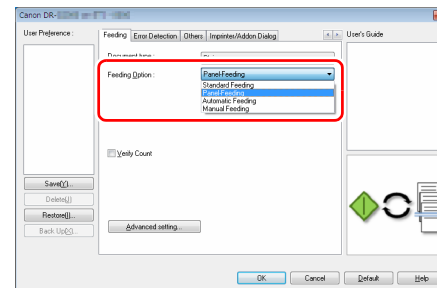 Canon DR-
User Preference :
Feeding
Error Detection
Others
Imprinter/Addon Dialog
User's Guide
Document type :
Feeding Option :
Panel-Feeding
Standard Feeding
Panel-Feeding
Automatic Feeding
Manual Feeding
Verify Count
Save(Y)...
Delete(J)
Restore(I)...
Back Up(X)...
Advanced setting...
OK
Cancel
Default
Help